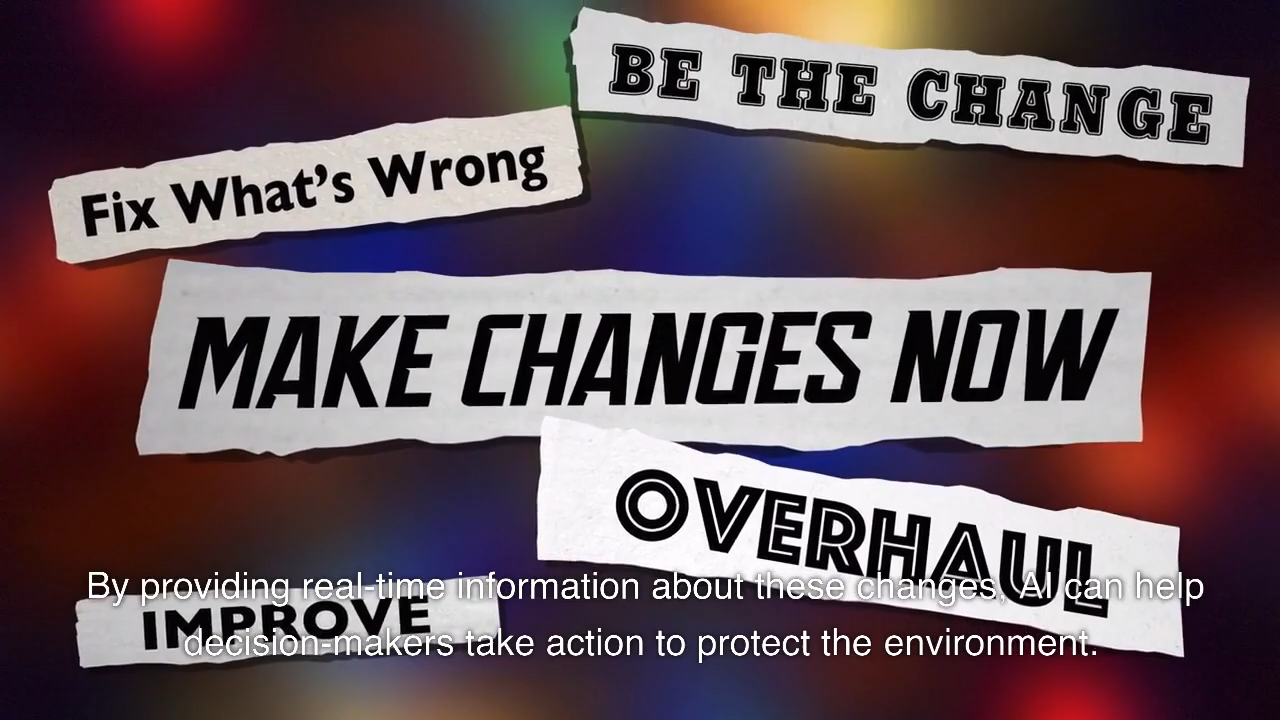 BE THE CHANGE
Fix What's Wrong
MAKE CHANGES NOW
OVERHAUL
IMPROVE
By providing real-time information about these changes, AI can help
decision-makers take action to protect the environment.